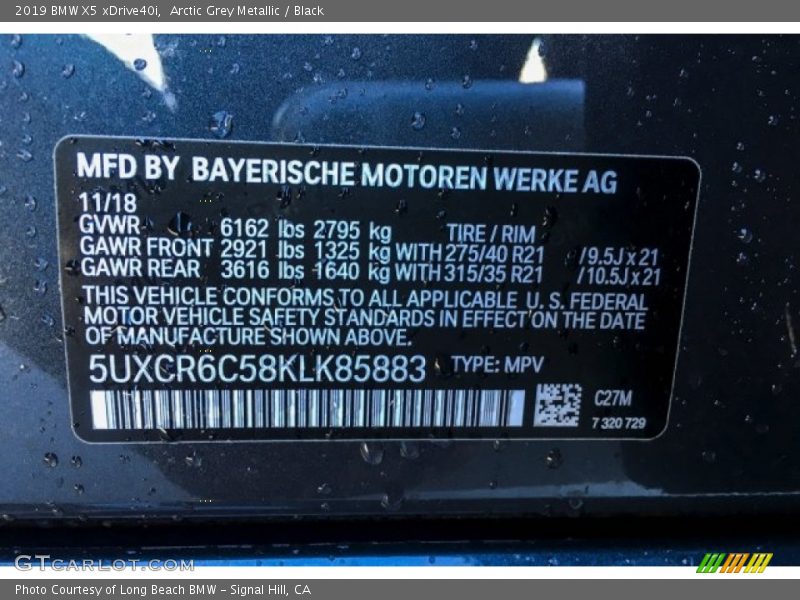 2019 BMW X5 xDrive40i,  Arctic Grey Metallic / Black
MFD BY BAYERISCHE MOTOREN WERKE AG
11/18
GVWR 6162 lbs 2795 kg TIRE / RIM
GAWR FRONT 2921 lbs 1325 kg WITH 275/40 R21 /9.5J x 21
GAWR REAR 3616 lbs 1640 kg WITH 315/35 R21 /10.5J x 21
THIS VEHICLE CONFORMS TO ALL APPLICABLE U. S. FEDERAL
MOTOR VEHICLE SAFETY STANDARDS IN EFFECT ON THE DATE
OF MANUFACTURE SHOWN ABOVE.
5UXCR6C58KLK85883 TYPE: MPV
C27M
7 320 729
GTCARLOT.COM
Photo Courtesy of Long Beach BMW - Signal Hill, CA